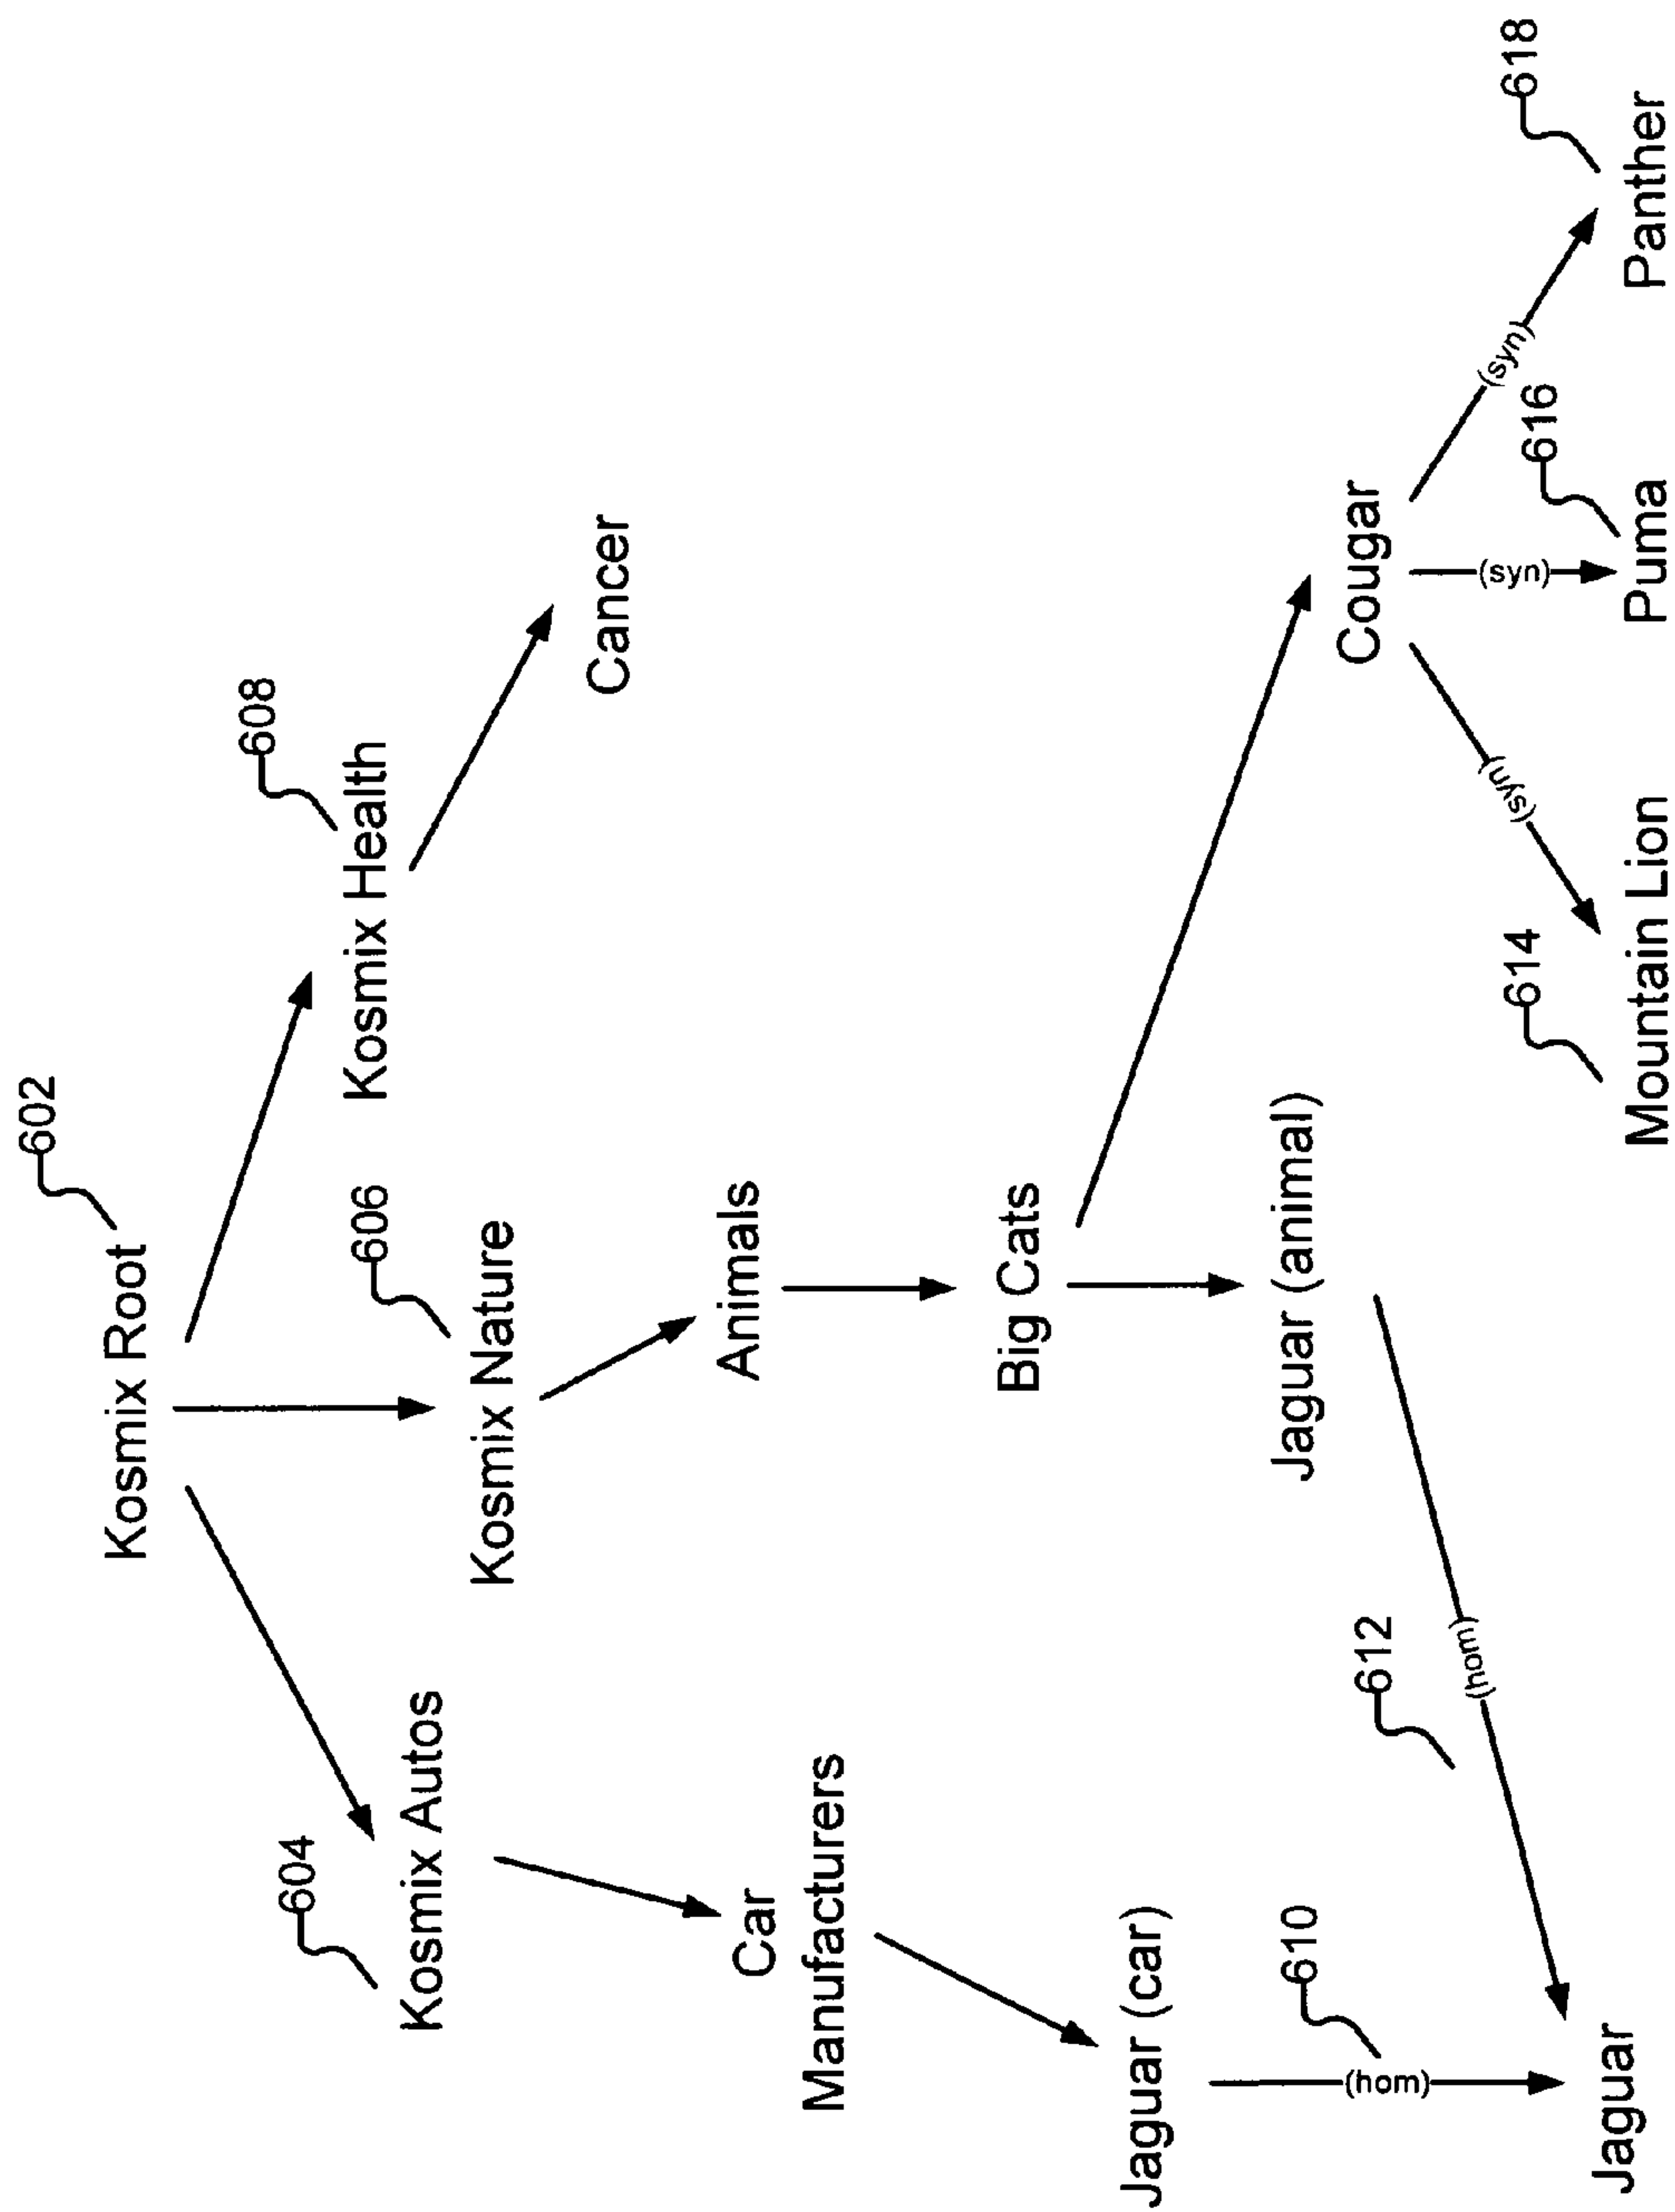 602
Kosmix Root
608
604
606
Kosmix Health
Kosmix Autos
Kosmix Nature
Cancer
Car
Manufacturers
Animals
Big Cats
Jaguar (car)
Jaguar (animal)
610
612
Cougar
(hom)
(hom)
614
(syn)
(syn)
616
(syn)
618
Jaguar
Mountain Lion
Puma
Panther